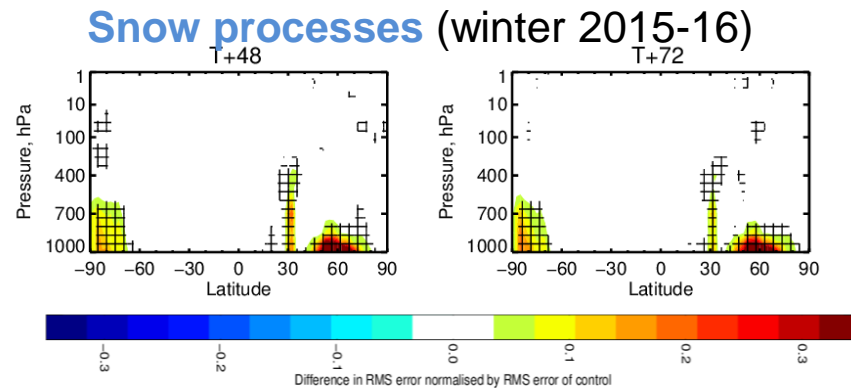 Snow processes (winter 2015-16)
T+48
T+72
Pressure, hPa
1
10
100
400
700
1000
−90 −60 −30 0 30 60 90
Latitude
Pressure, hPa
1
10
100
400
700
1000
−90 −60 −30 0 30 60 90
Latitude
−0.3 −0.2 −0.1 0.0 0.1 0.2 0.3
Difference in RMS error normalised by RMS error of control